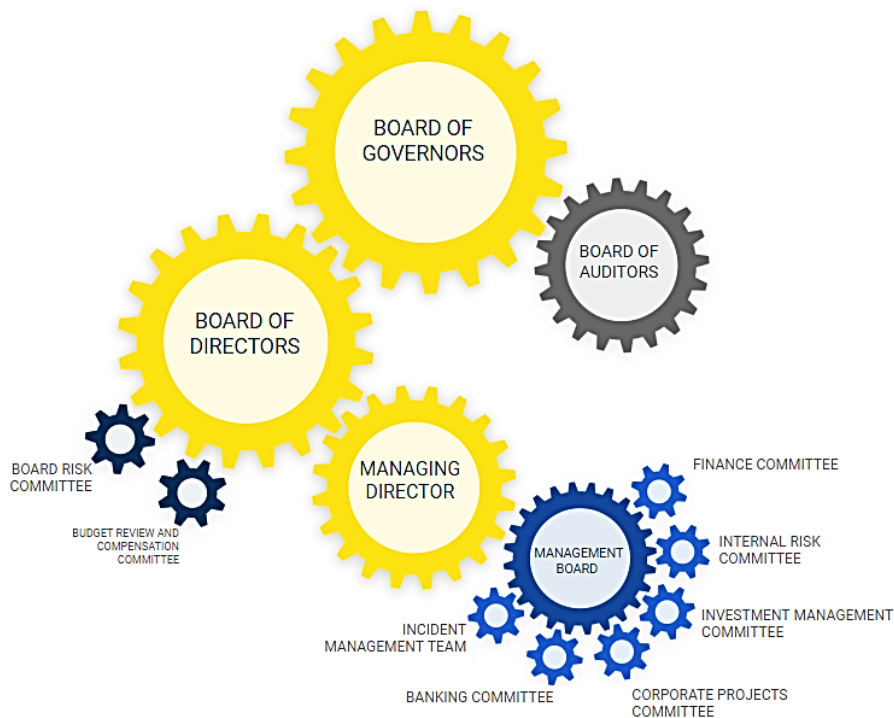 BOARD OF
GOVERNORS
BOARD OF
AUDITORS
BOARD OF
DIRECTORS
MANAGING
DIRECTOR
BOARD RISK
COMMITTEE
BUDGET REVIEW AND
COMPENSATION
COMMITTEE
MANAGEMENT
BOARD
FINANCE COMMITTEE
INTERNAL RISK
COMMITTEE
INVESTMENT MANAGEMENT
COMMITTEE
CORPORATE PROJECTS
COMMITTEE
BANKING COMMITTEE
INCIDENT
MANAGEMENT TEAM